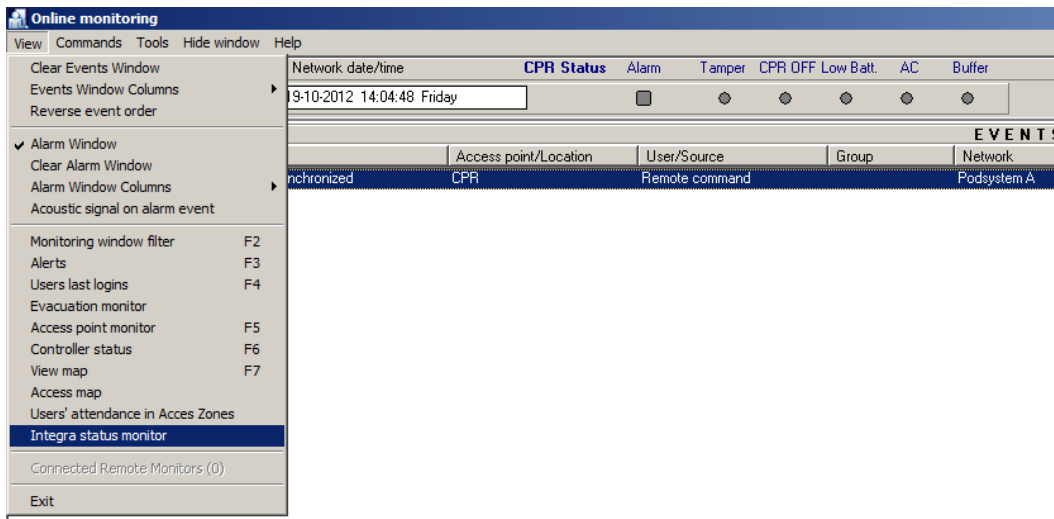 Online monitoring
View Commands Tools Hide window Help
Clear Events Window
Events Window Columns
Reverse event order
Alarm Window
Clear Alarm Window
Alarm Window Columns
Acoustic signal on alarm event
Monitoring window filter F2
Alerts F3
Users last logins F4
Evacuation monitor
Access point monitor F5
Controller status F6
View map F7
Access map
Users' attendance in Acces Zones
Integra status monitor
Connected Remote Monitors (0)
Exit
Network date/time CPR Status Alarm Tamper CPR OFF Low Batt. AC Buffer
19-10-2012 14:04:48 Friday
EVENTS
Access point/Location User/Source Group Network
nchronized CPR Remote command Podsystem A